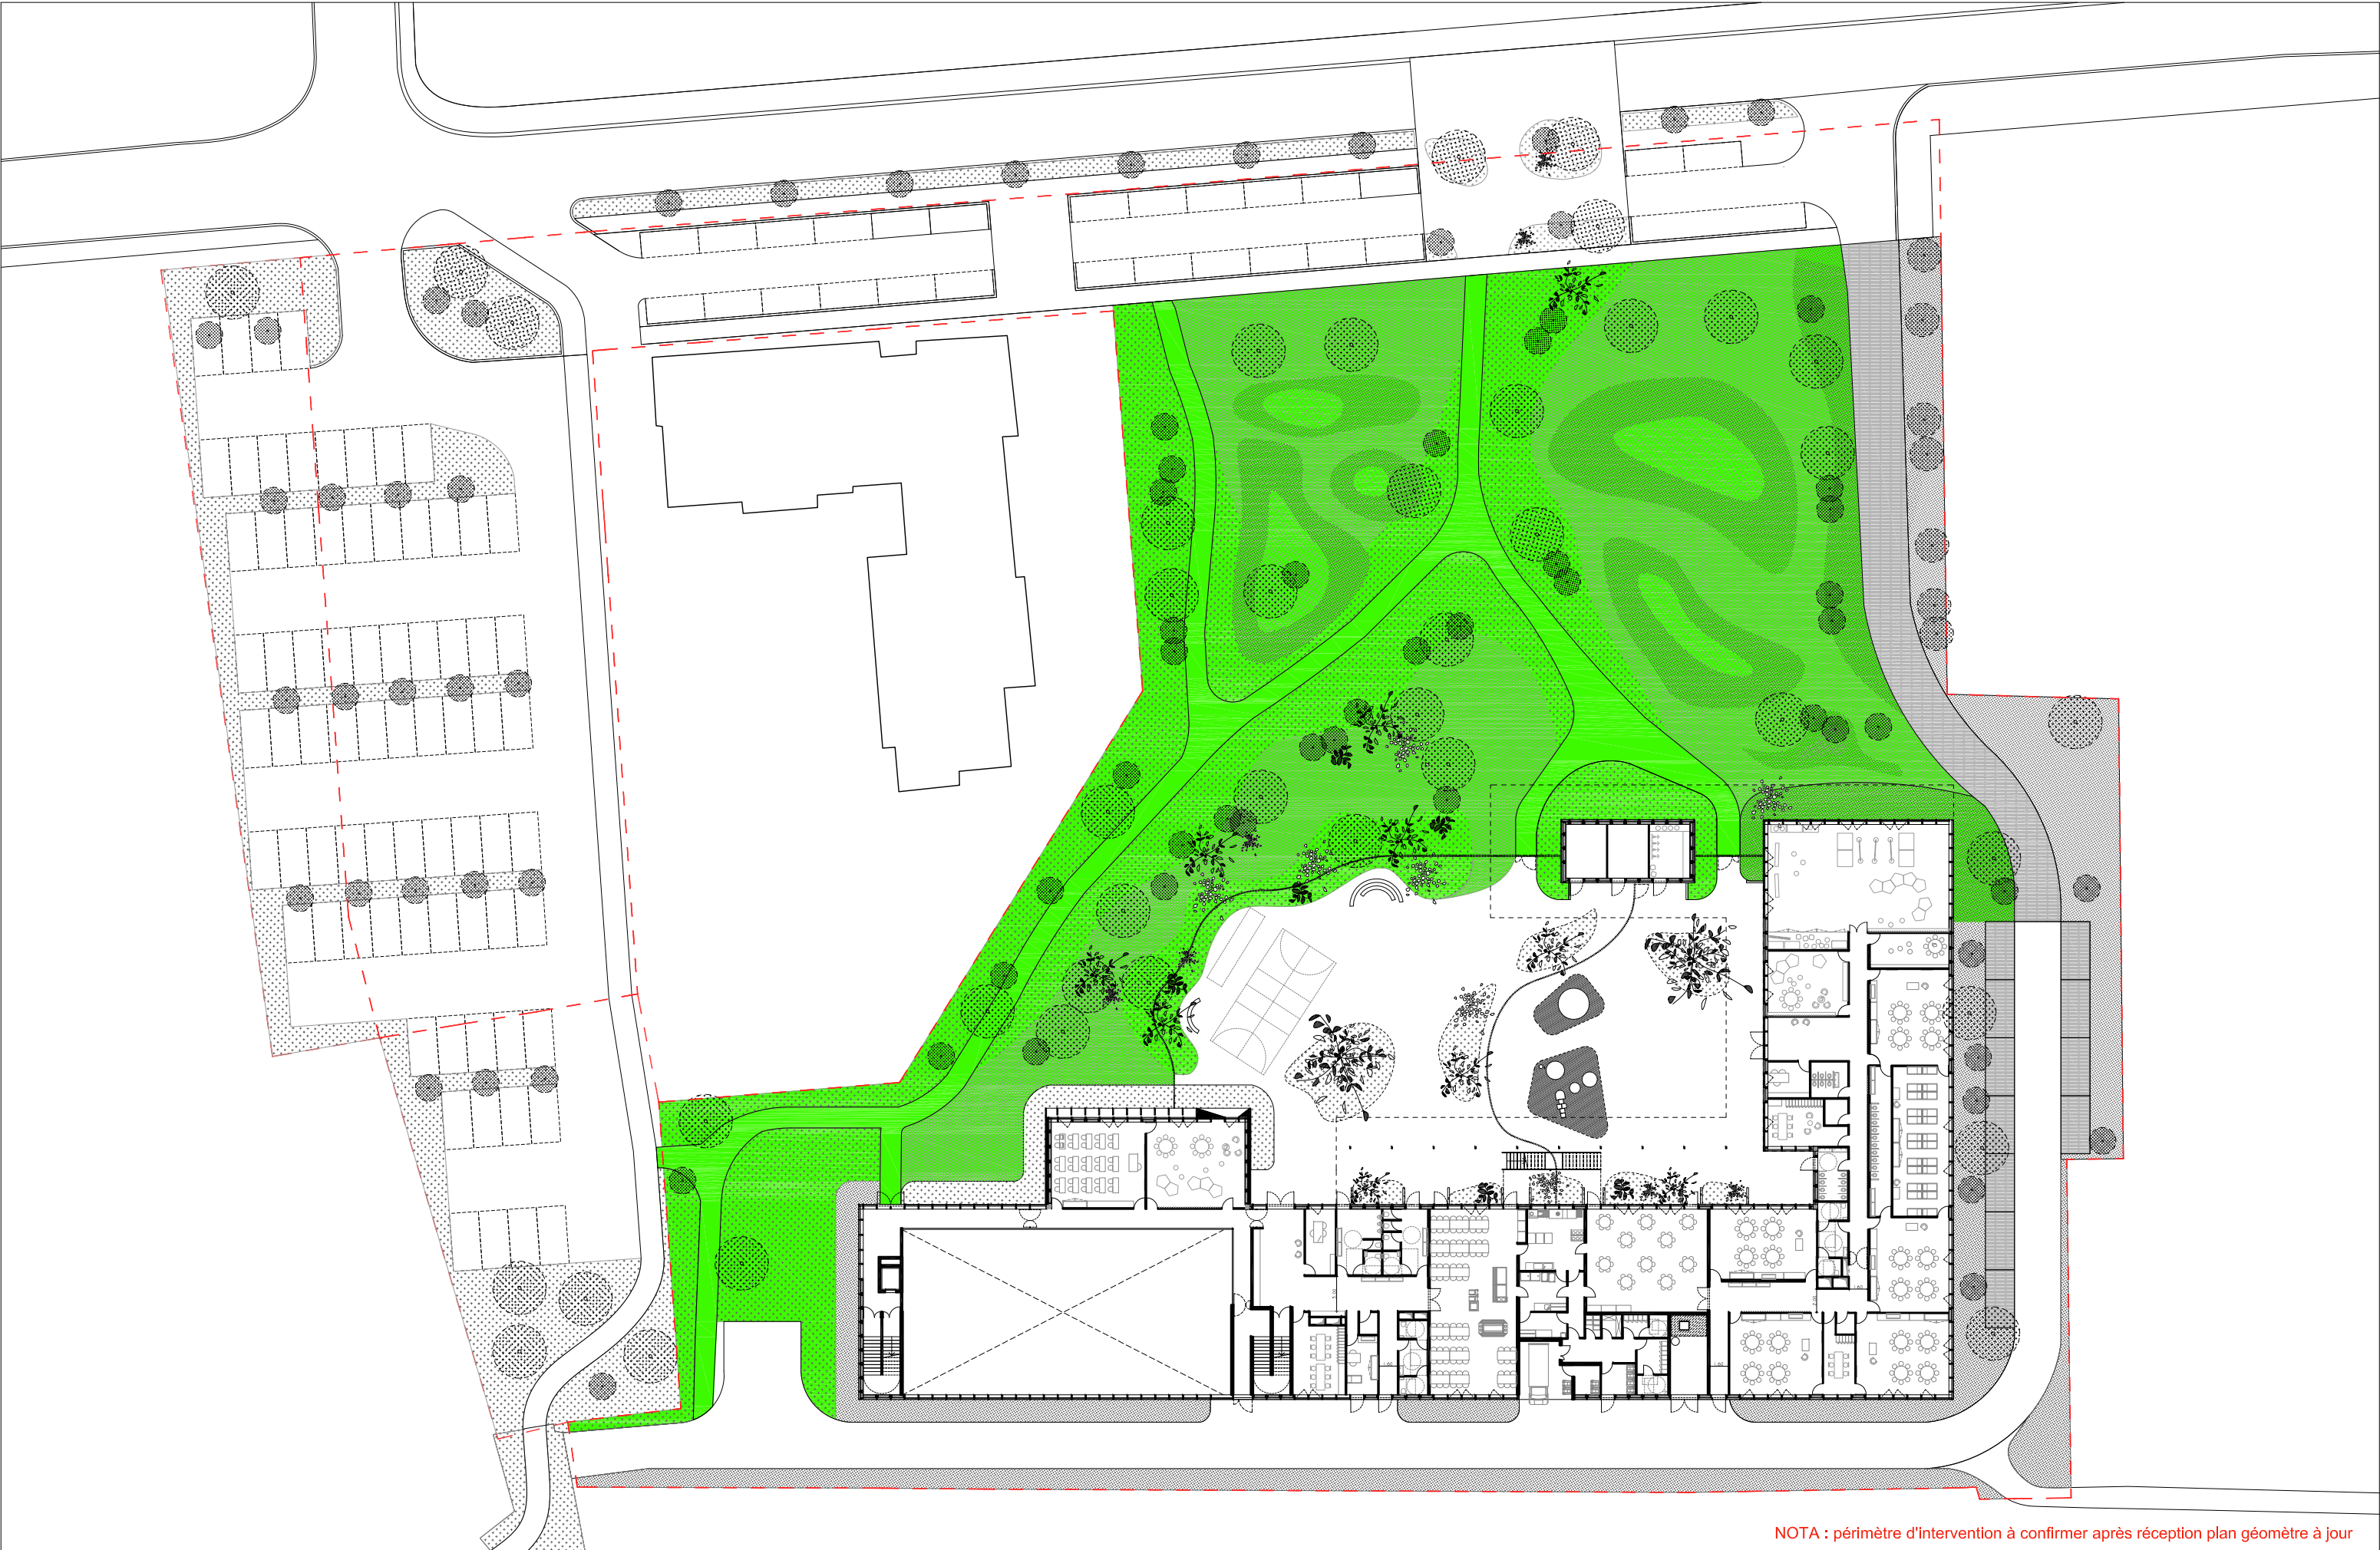 NOTA : périmètre d'intervention à confirmer après réception plan géomètre à jour